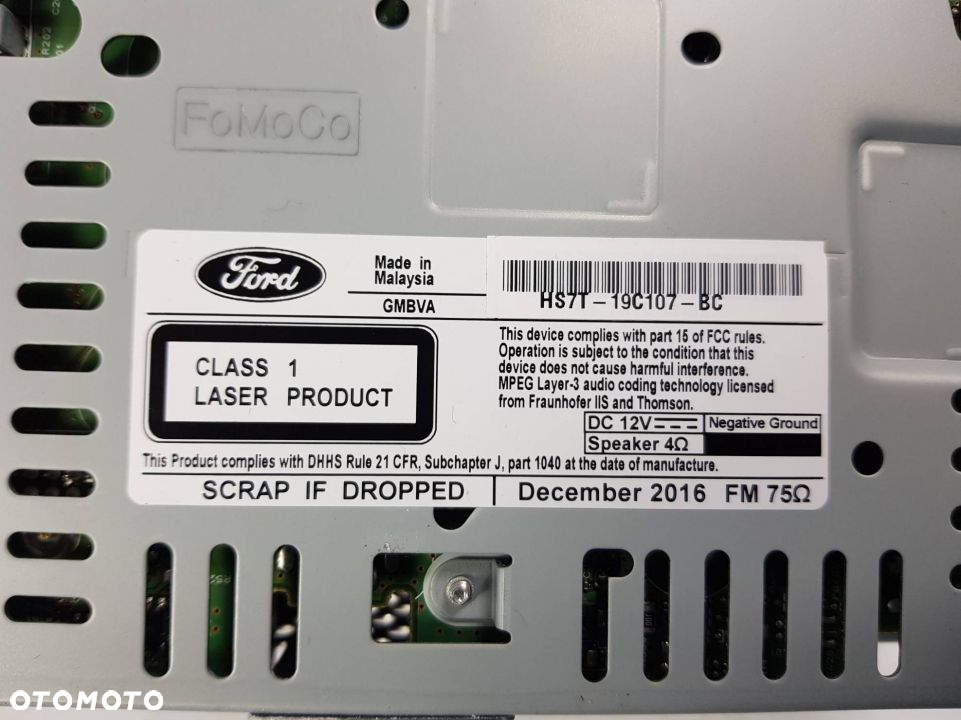 R202
FoMoCo
Ford
Made in
Malaysia
GMBVA
HS7T-19C107-BC
CLASS 1
LASER PRODUCT
This device complies with part 15 of FCC rules.
Operation is subject to the condition that this
device does not cause harmful interference.
MPEG Layer-3 audio coding technology licensed
from Fraunhofer IIS and Thomson.
DC 12V Negative Ground
Speaker 4Ω
This Product complies with DHHS Rule 21 CFR, Subchapter J, part 1040 at the date of manufacture.
SCRAP IF DROPPED
December 2016 FM 75Ω
OTOMOTO